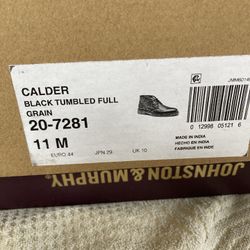 CALDER
BLACK TUMBLED FULL
GRAIN
20-7281
11 M
EURO 44 JPN 29 UK 10
0 12998 05121 6
MADE IN INDIA
HECHO EN INDIA
FABRIQUE EN INDE
JOHNSTON & MURPHY